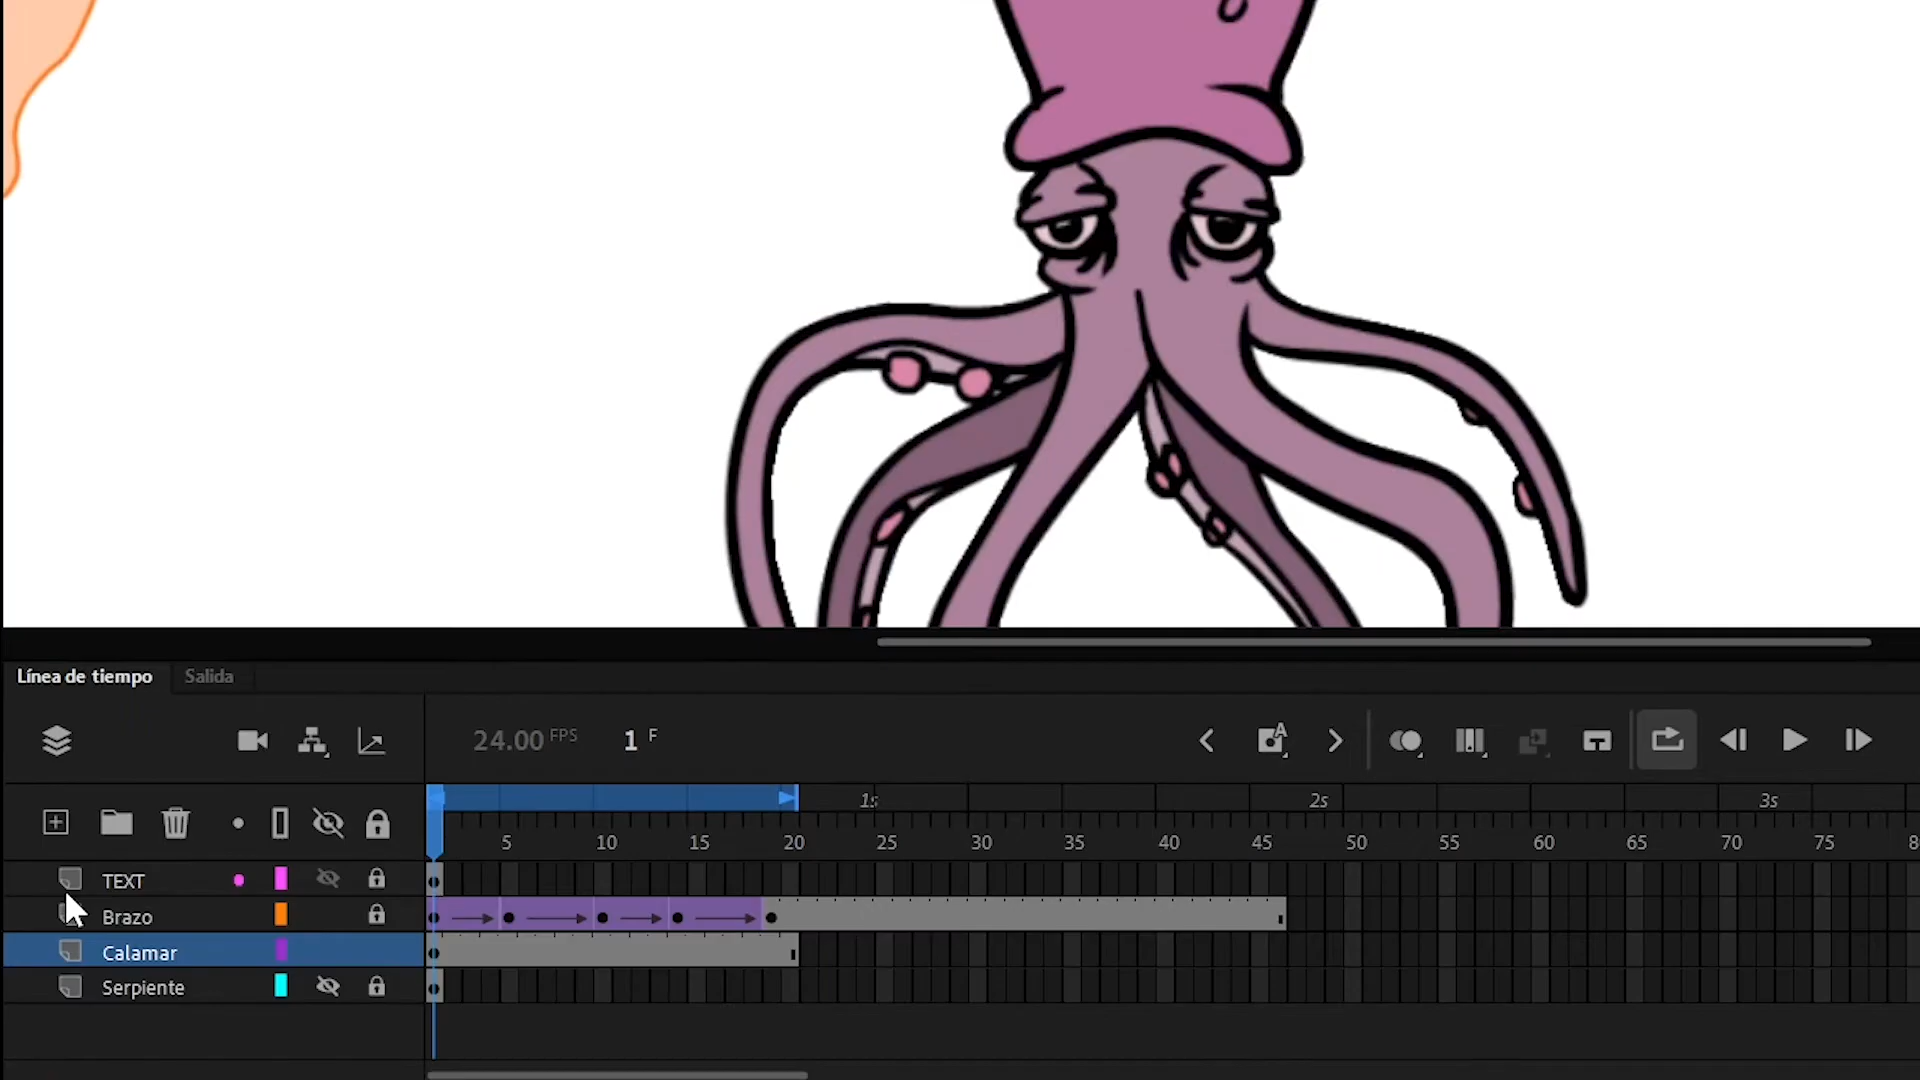 Línea de tiempo Salida
24.00 FPS 1 F
1s 2s 3s
5 10 15 20 25 30 35 40 45 50 55 60 65 70 75
TEXT
Brazo
Calamar
Serpiente